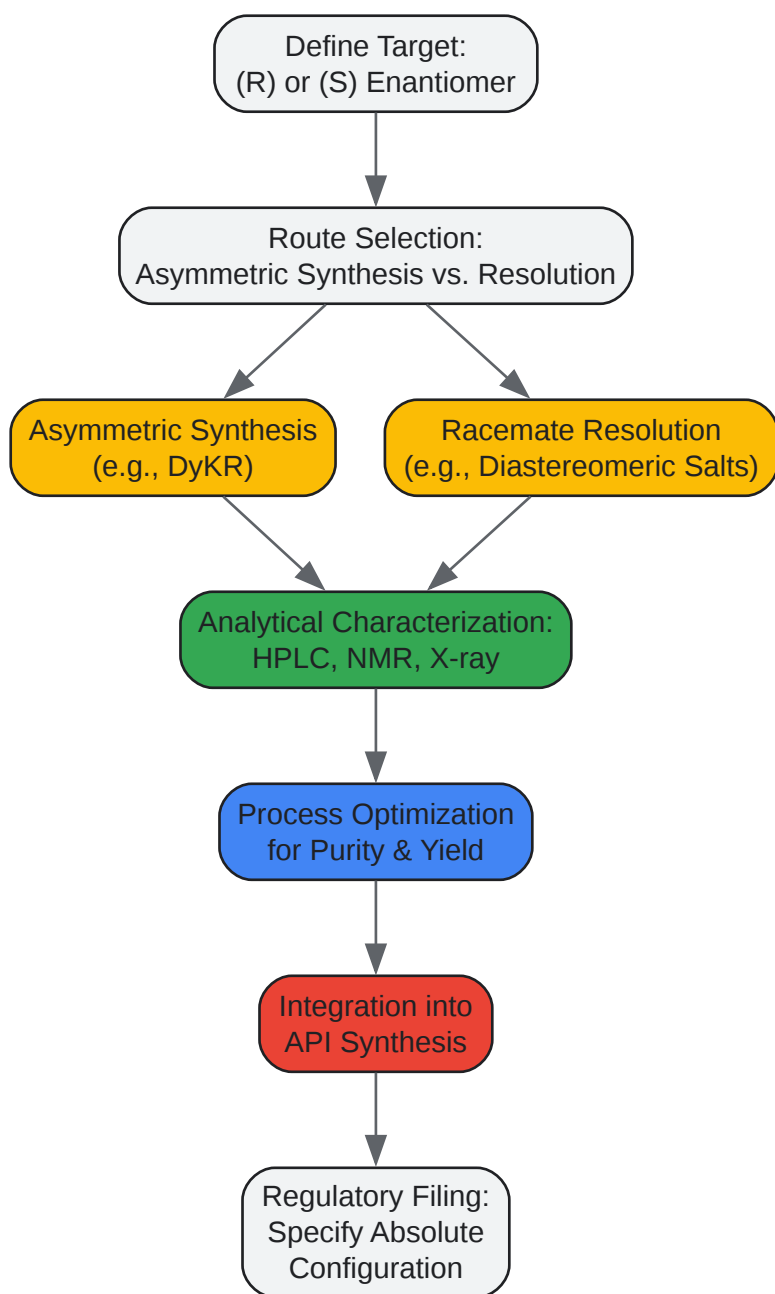 Define Target:
(R) or (S) Enantiomer
Route Selection:
Asymmetric Synthesis vs. Resolution
Asymmetric Synthesis
(e.g., DyKR)
Racemate Resolution
(e.g., Diastereomeric Salts)
Analytical Characterization:
HPLC, NMR, X-ray
Process Optimization
for Purity & Yield
Integration into
API Synthesis
Regulatory Filing:
Specify Absolute
Configuration